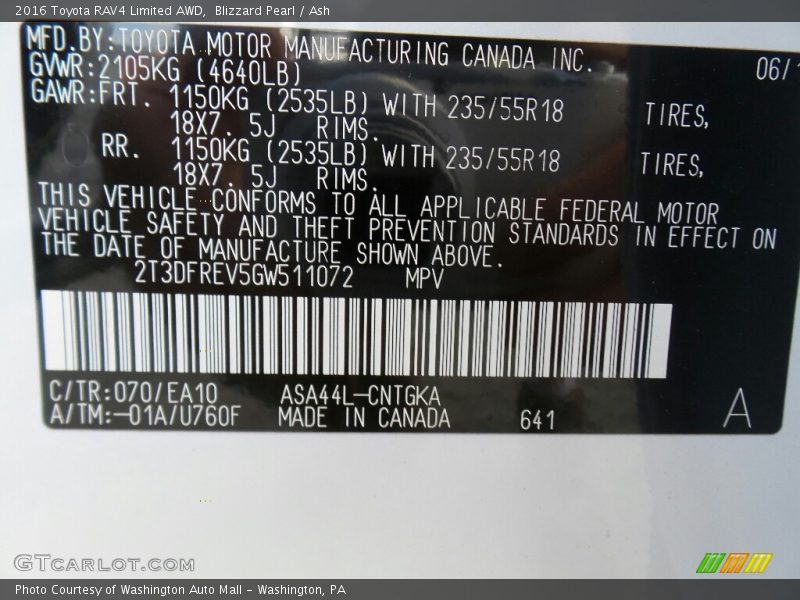 2016 Toyota RAV4 Limited AWD, Blizzard Pearl / Ash
MFD.BY:TOYOTA MOTOR MANUFACTURING CANADA INC. 06/
GVWR:2105KG (4640LB)
GAWR:FRT. 1150KG (2535LB) WITH 235/55R18 TIRES,
18X7. 5J RIMS.
RR. 1150KG (2535LB) WITH 235/55R18 TIRES,
18X7. 5J RIMS.
THIS VEHICLE CONFORMS TO ALL APPLICABLE FEDERAL MOTOR
VEHICLE SAFETY AND THEFT PREVENTION STANDARDS IN EFFECT ON
THE DATE OF MANUFACTURE SHOWN ABOVE.
2T3DFREV5GW511072 MPV
C/TR:070/EA10 ASA44L-CNTGKA
A/TM:-01A/U760F MADE IN CANADA 641 A
GTCARLOT.COM
Photo Courtesy of Washington Auto Mall - Washington, PA